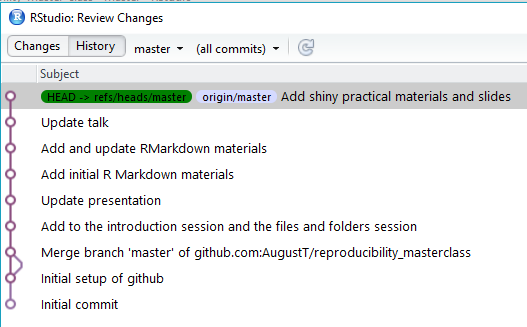 RStudio: Review Changes
Changes History master (all commits)
Subject
HEAD -> refs/heads/master origin/master Add shiny practical materials and slides
Update talk
Add and update RMarkdown materials
Add initial R Markdown materials
Update presentation
Add to the introduction session and the files and folders session
Merge branch 'master' of github.com:AugustT/reproducibility_masterclass
Initial setup of github
Initial commit